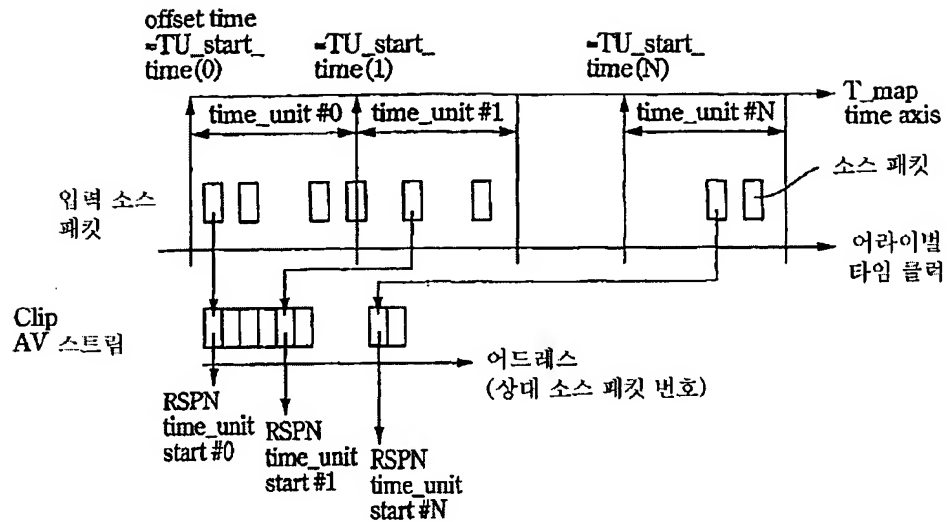 offset time
=TU_start_
time(0)
=TU_start_
time(1)
=TU_start_
time(N)
T_map
time axis
time_unit #0
time_unit #1
time_unit #N
소스 패킷
입력 소스
패킷
어라이벌
타임 클럭
Clip
AV 스트림
어드레스
(상대 소스 패킷 번호)
RSPN
time_unit
start #0
RSPN
time_unit
start #1
RSPN
time_unit
start #N